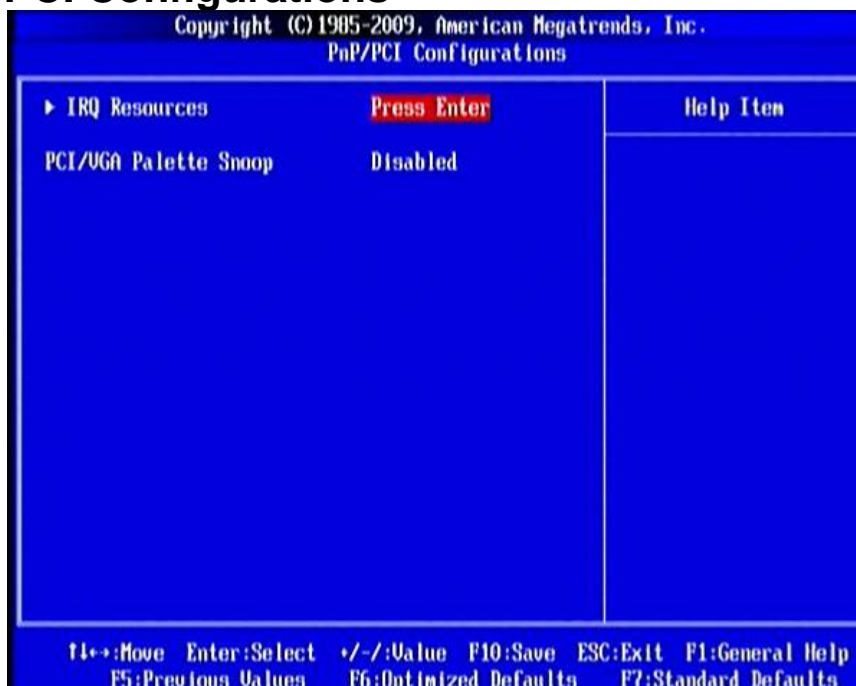 Copyright (C)1985-2009, American Megatrends, Inc.
PnP/PCI Configurations
▶ IRQ Resources Press Enter Help Item
PCI/VGA Palette Snoop Disabled
↑↓←→:Move Enter:Select +/-/:Value F10:Save ESC:Exit F1:General Help
F5:Previous Values F6:Optimized Defaults F7:Standard Defaults